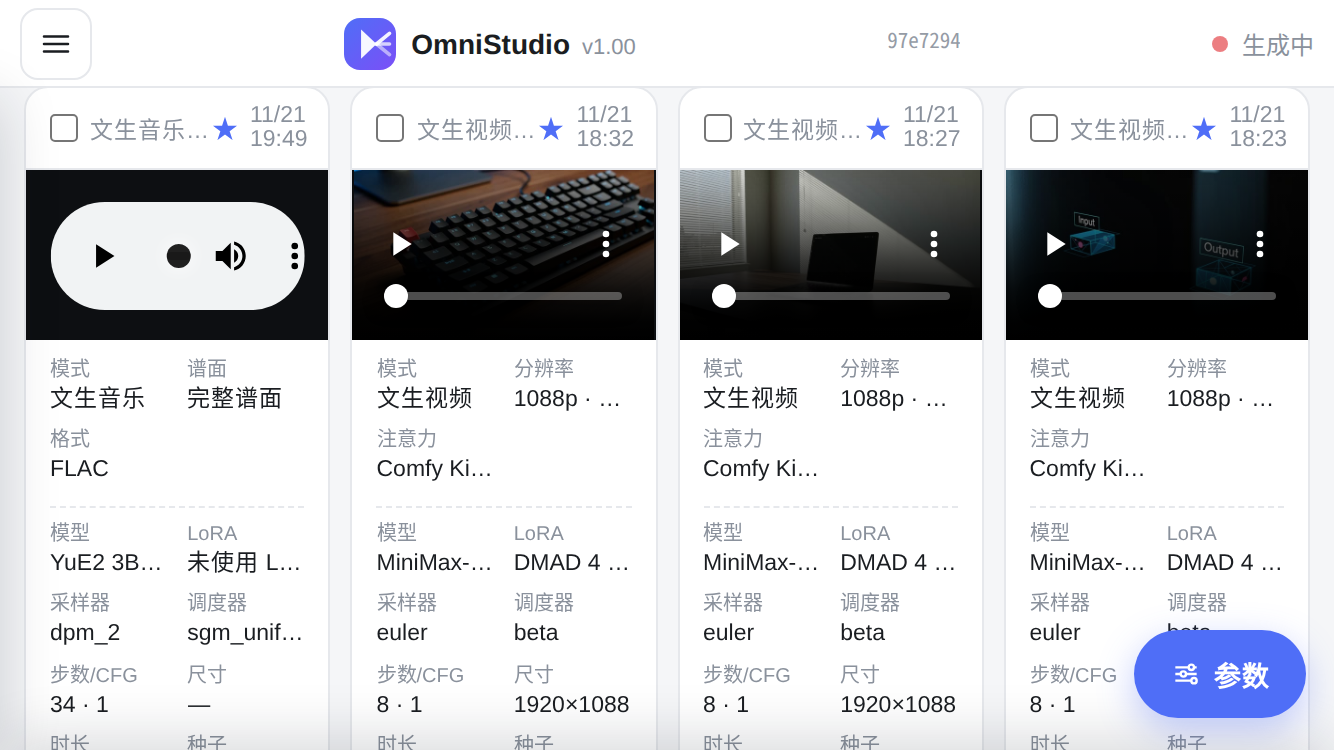 OmniStudio v1.00
97e7294
生成中
文生音乐…
11/21
19:49
文生视频…
11/21
18:32
文生视频…
11/21
18:27
文生视频…
11/21
18:23
Input
Output
模式 谱面
文生音乐 完整谱面
格式
FLAC
模型 LoRA
YuE2 3B… 未使用 L…
采样器 调度器
dpm_2 sgm_unif…
步数/CFG 尺寸
34 · 1 —
时长 种子
模式 分辨率
文生视频 1088p · …
注意力
Comfy Ki…
模型 LoRA
MiniMax-… DMAD 4 …
采样器 调度器
euler beta
步数/CFG 尺寸
8 · 1 1920×1088
时长 种子
模式 分辨率
文生视频 1088p · …
注意力
Comfy Ki…
模型 LoRA
MiniMax-… DMAD 4 …
采样器 调度器
euler beta
步数/CFG 尺寸
8 · 1 1920×1088
时长 种子
模式 分辨率
文生视频 1088p · …
注意力
Comfy Ki…
模型 LoRA
MiniMax-… DMAD 4 …
采样器 调度器
euler beta
步数/CFG
8 · 1
时长 种子
参数